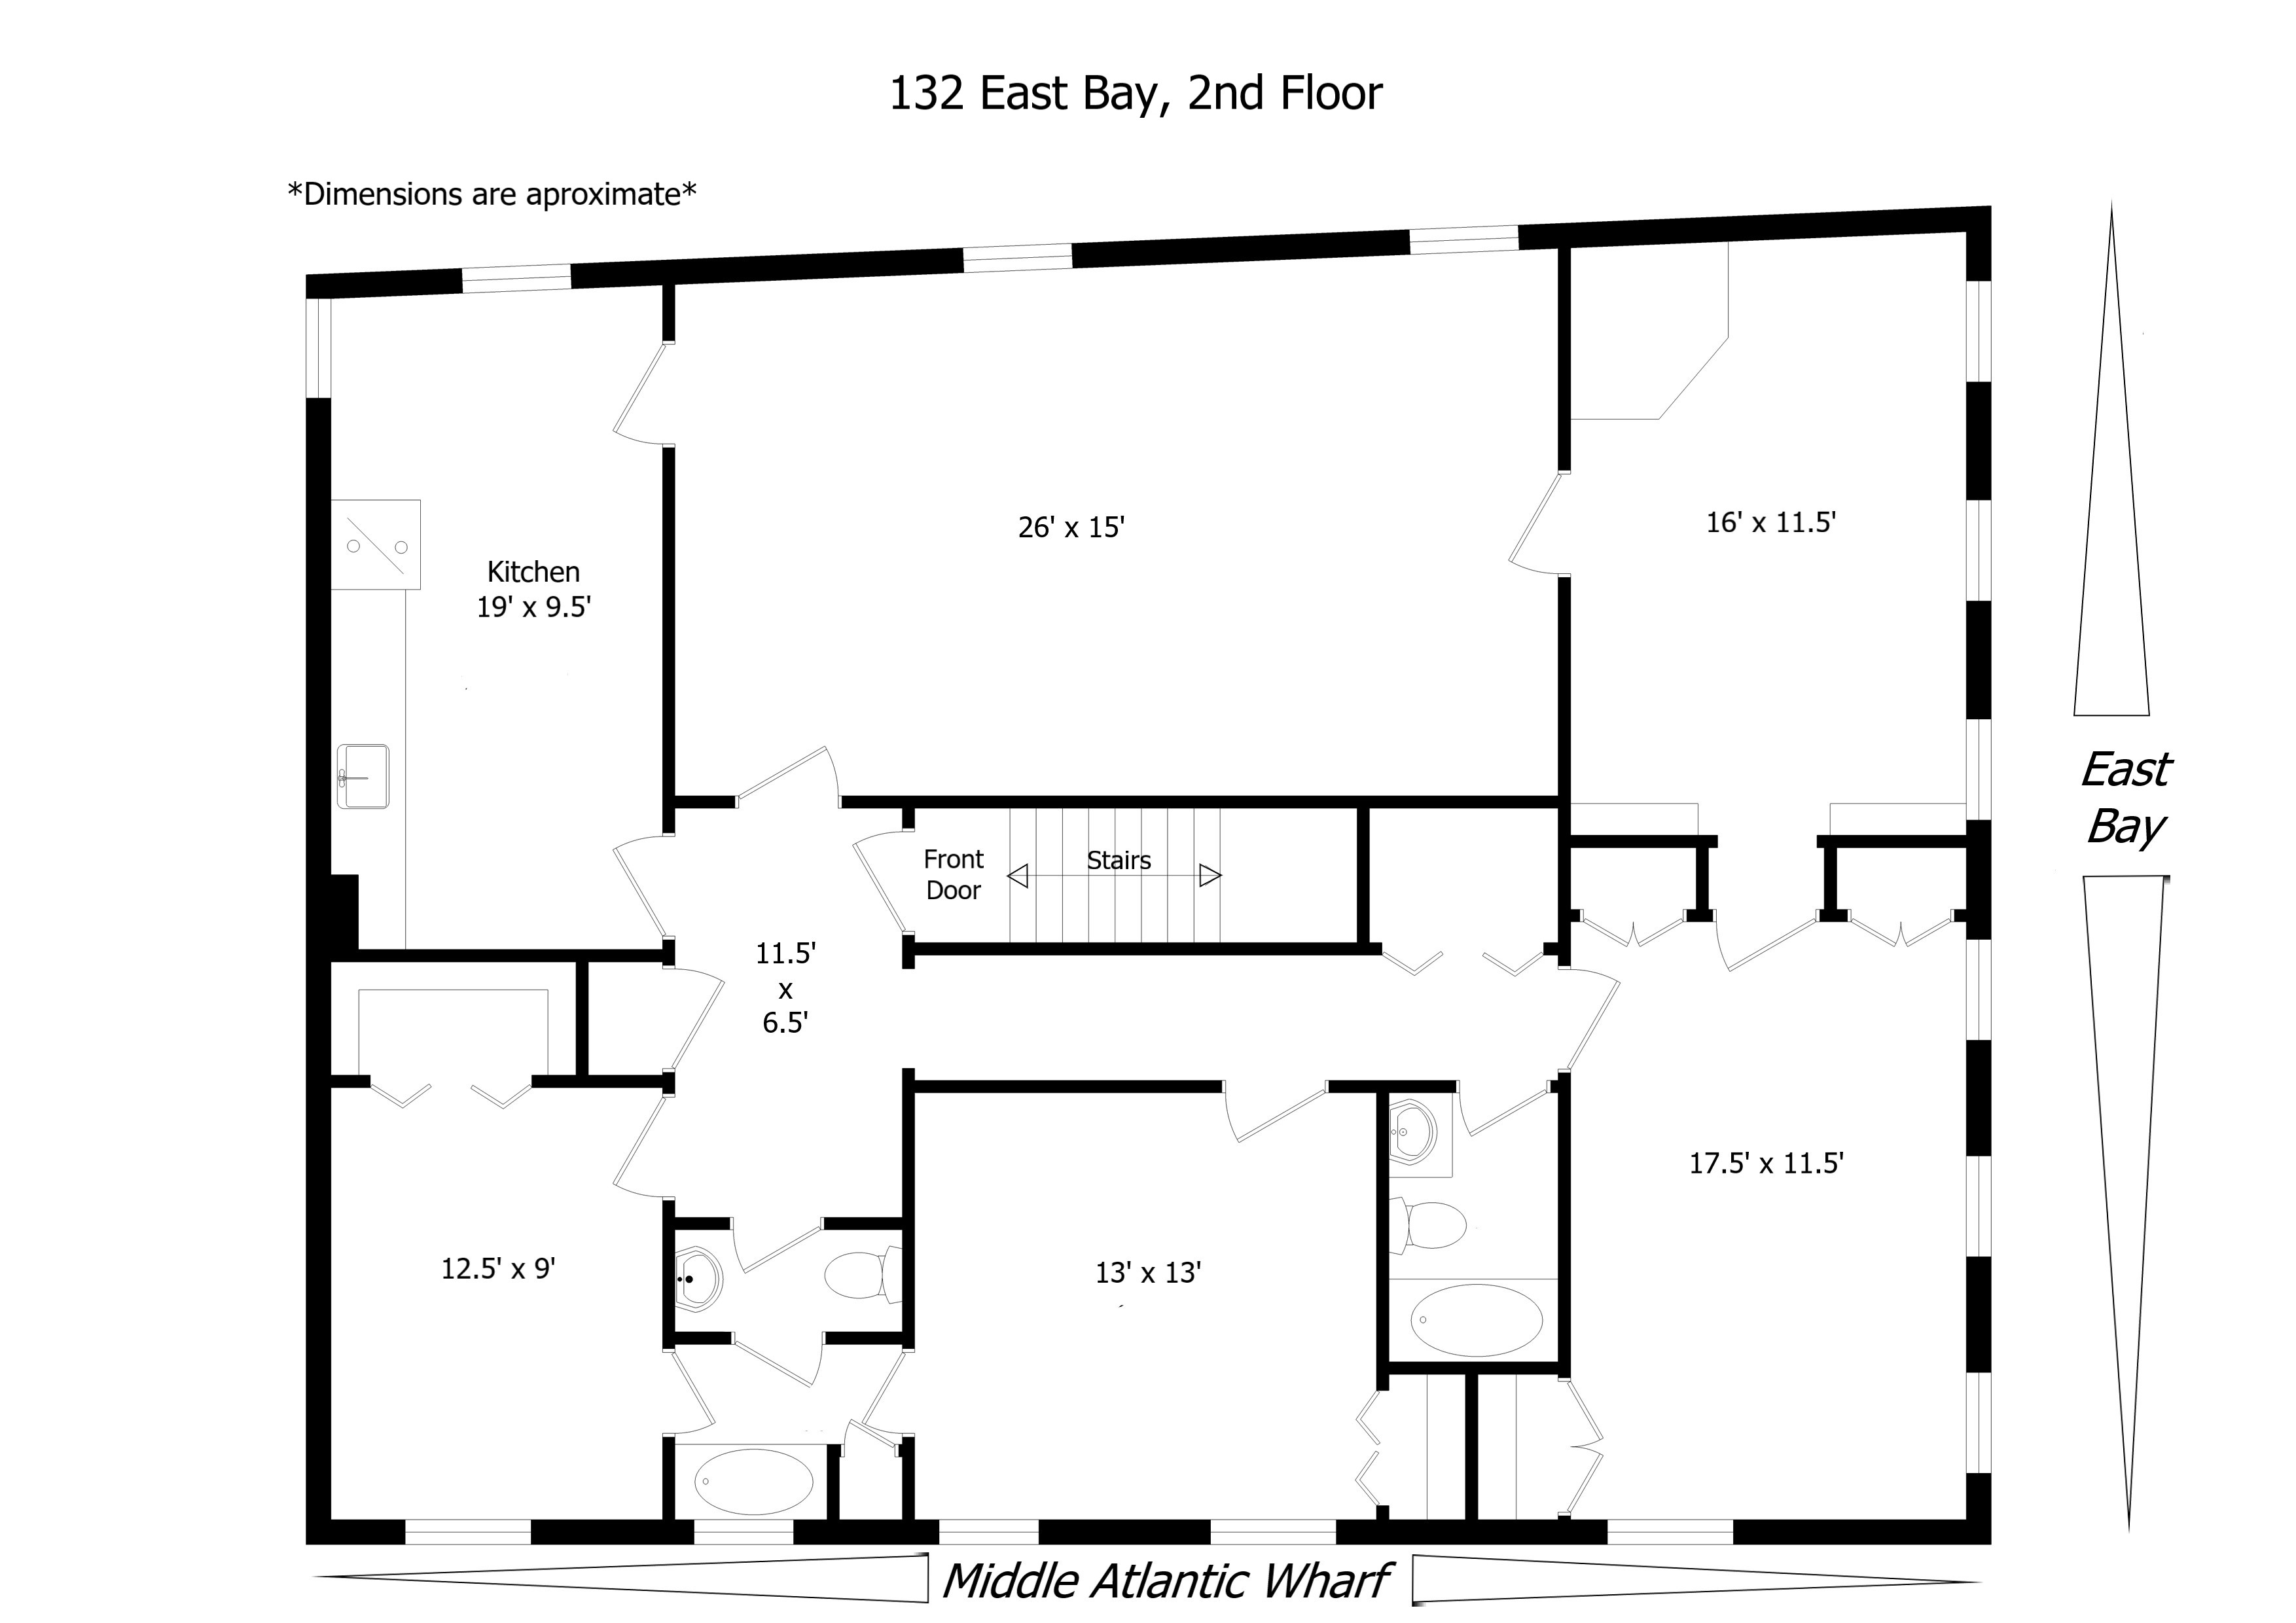 132 East Bay, 2nd Floor
*Dimensions are aproximate*
26' x 15'
16' x 11.5'
Kitchen
19' x 9.5'
East
Bay
Front
Door
Stairs
11.5'
x
6.5'
17.5' x 11.5'
12.5' x 9'
13' x 13'
Middle Atlantic Wharf